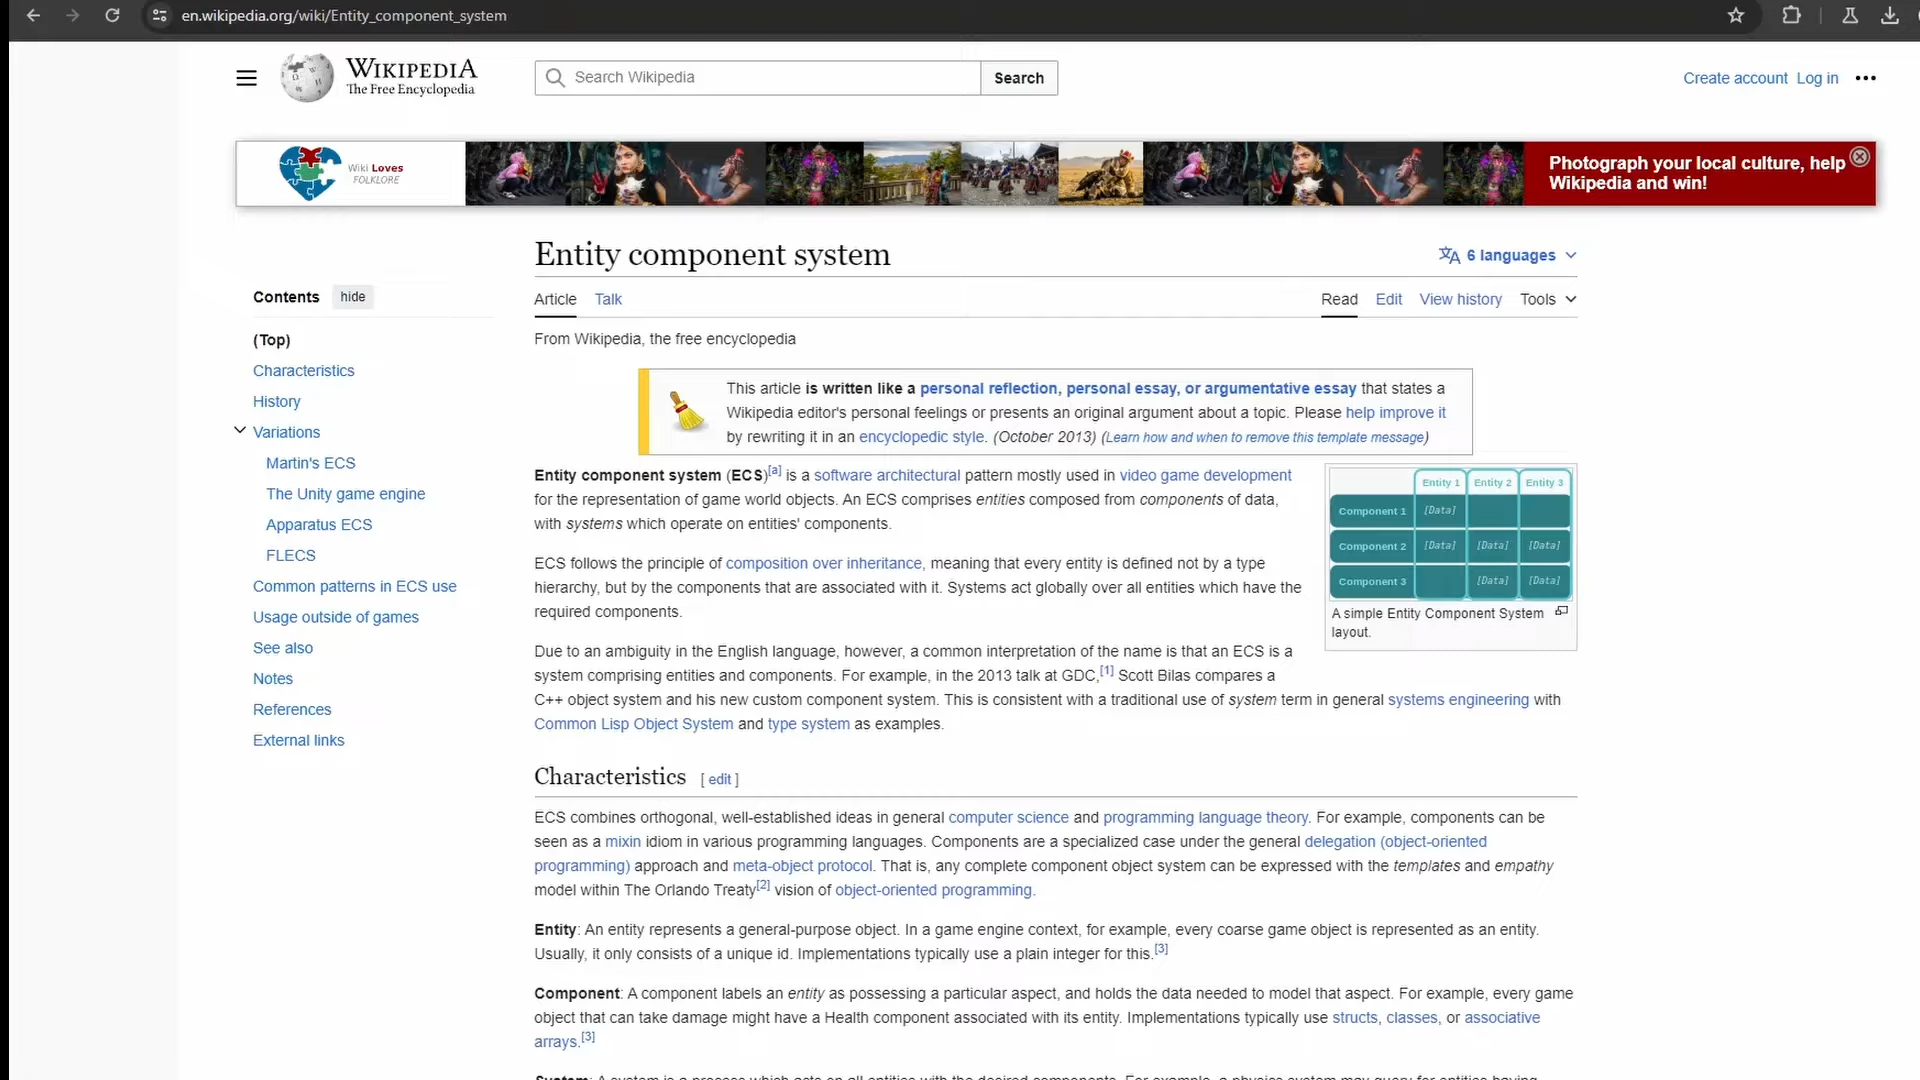 en.wikipedia.org/wiki/Entity_component_system
WIKIPEDIA
The Free Encyclopedia
Search Wikipedia
Search
Create account Log in
Wiki Loves
FOLKLORE
Photograph your local culture, help
Wikipedia and win!
Entity component system
6 languages
Contents hide
Article Talk
Read Edit View history Tools
(Top)
Characteristics
History
Variations
Martin's ECS
The Unity game engine
Apparatus ECS
FLECS
Common patterns in ECS use
Usage outside of games
See also
Notes
References
External links
From Wikipedia, the free encyclopedia
This article is written like a personal reflection, personal essay, or argumentative essay that states a
Wikipedia editor's personal feelings or presents an original argument about a topic. Please help improve it
by rewriting it in an encyclopedic style. (October 2013) (Learn how and when to remove this template message)
Entity component system (ECS)[a] is a software architectural pattern mostly used in video game development
for the representation of game world objects. An ECS comprises entities composed from components of data,
with systems which operate on entities' components.
Entity 1 Entity 2 Entity 3
Component 1 [Data]
Component 2 [Data] [Data] [Data]
Component 3 [Data] [Data]
A simple Entity Component System
layout.
ECS follows the principle of composition over inheritance, meaning that every entity is defined not by a type
hierarchy, but by the components that are associated with it. Systems act globally over all entities which have the
required components.
Due to an ambiguity in the English language, however, a common interpretation of the name is that an ECS is a
system comprising entities and components. For example, in the 2013 talk at GDC,[1] Scott Bilas compares a
C++ object system and his new custom component system. This is consistent with a traditional use of system term in general systems engineering with
Common Lisp Object System and type system as examples.
Characteristics [ edit ]
ECS combines orthogonal, well-established ideas in general computer science and programming language theory. For example, components can be
seen as a mixin idiom in various programming languages. Components are a specialized case under the general delegation (object-oriented
programming) approach and meta-object protocol. That is, any complete component object system can be expressed with the templates and empathy
model within The Orlando Treaty[2] vision of object-oriented programming.
Entity: An entity represents a general-purpose object. In a game engine context, for example, every coarse game object is represented as an entity.
Usually, it only consists of a unique id. Implementations typically use a plain integer for this.[3]
Component: A component labels an entity as possessing a particular aspect, and holds the data needed to model that aspect. For example, every game
object that can take damage might have a Health component associated with its entity. Implementations typically use structs, classes, or associative
arrays.[3]
System: A system is a process which acts on all entities with the desired components. For example, a physics system may query for entities having